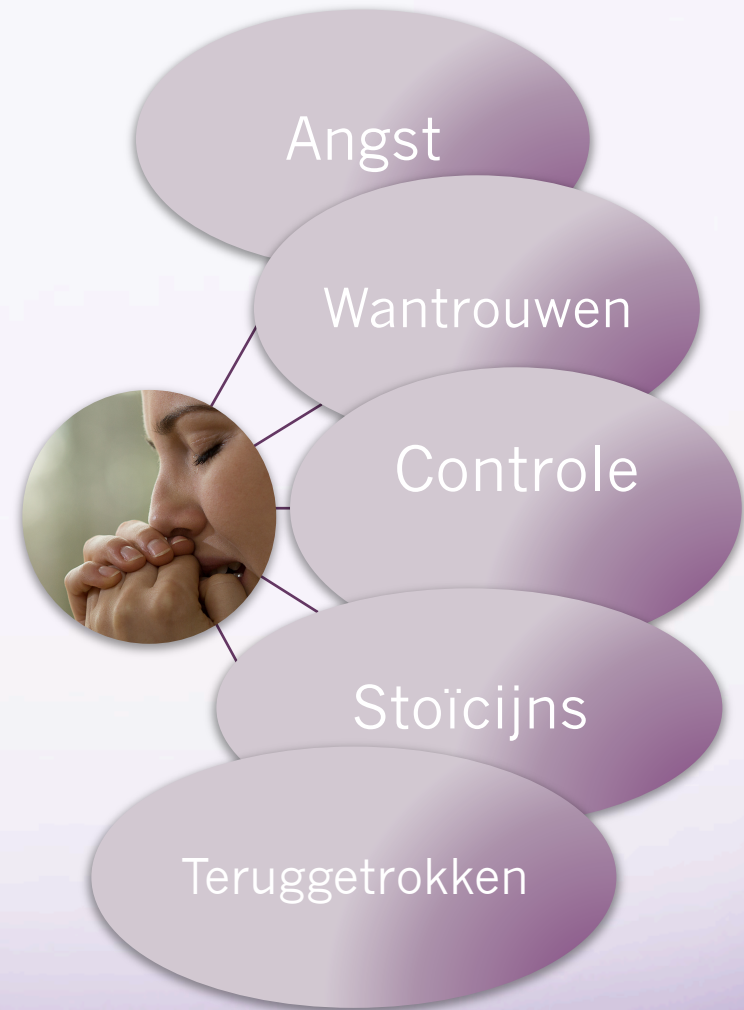 Angst
Wantrouwen
Controle
Stoïcijns
Teruggetrokken